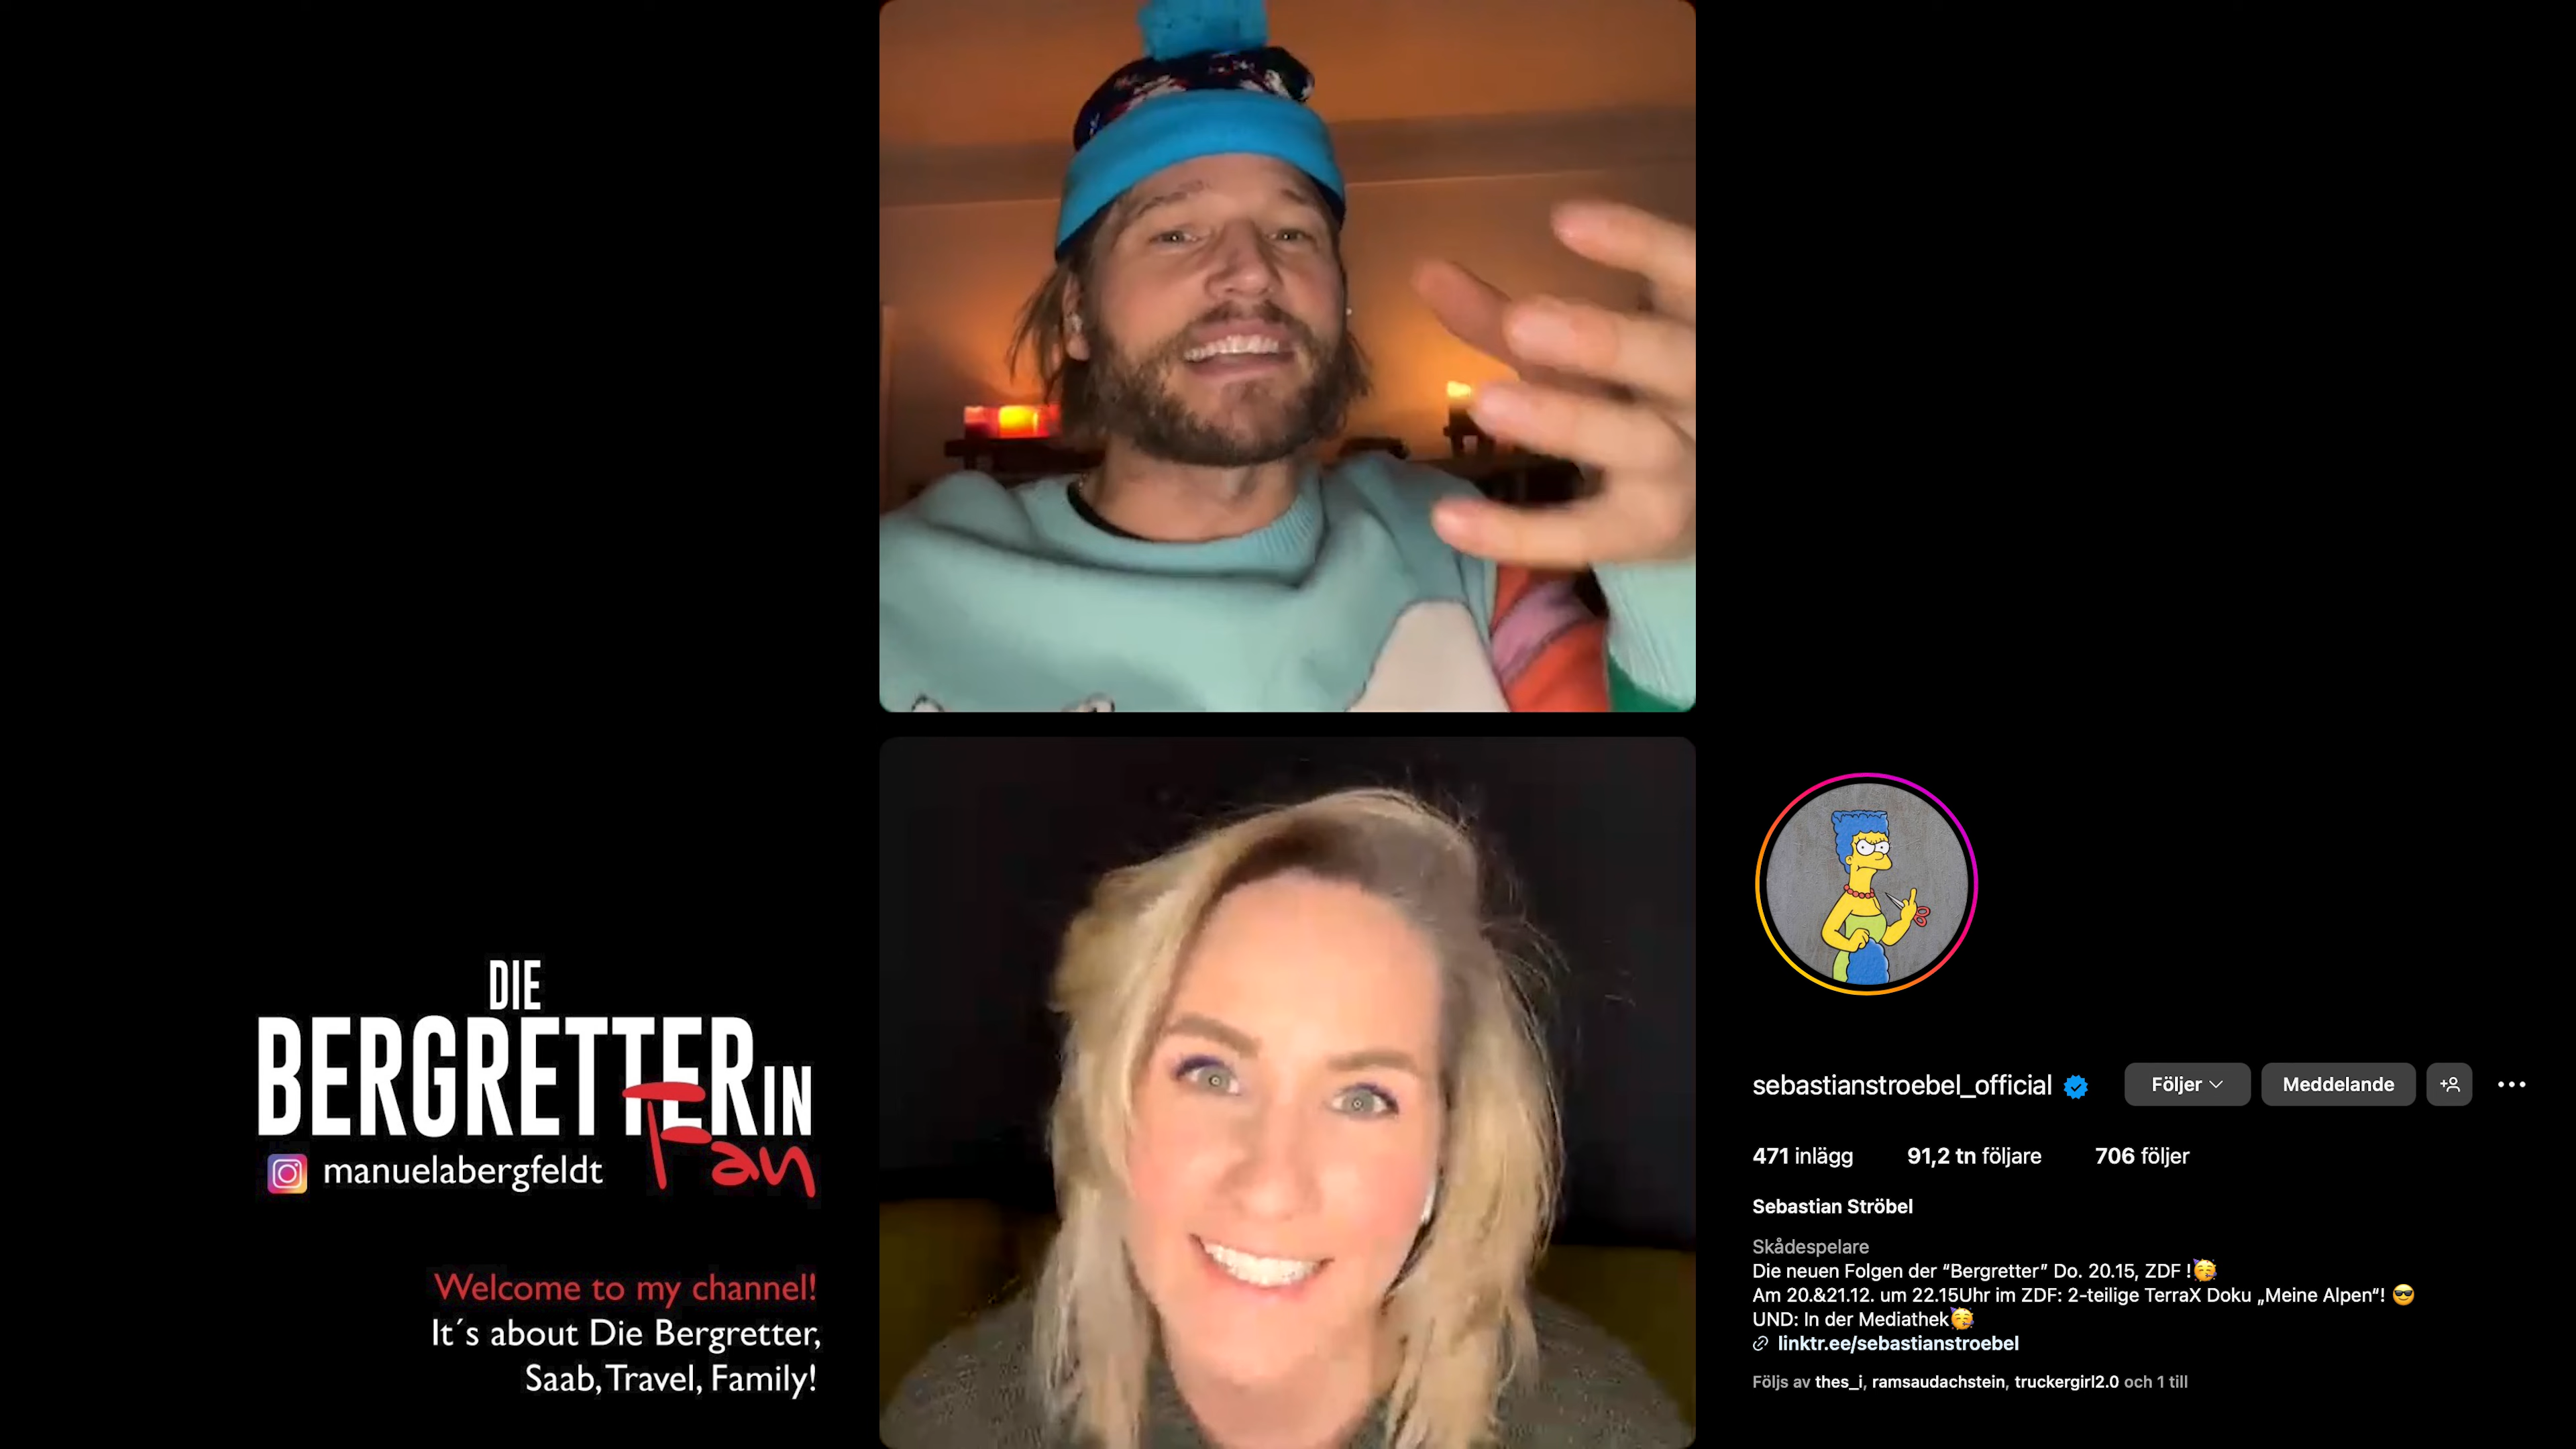 DIE
BERGRETTERIN
Fan
manuelabergfeldt
Welcome to my channel!
It´s about Die Bergretter,
Saab, Travel, Family!
sebastianstroebel_official
Följer
Meddelande
471 inlägg 91,2 tn följare 706 följer
Sebastian Ströbel
Skådespelare
Die neuen Folgen der “Bergretter” Do. 20.15, ZDF !🥳
Am 20.&21.12. um 22.15Uhr im ZDF: 2-teilige TerraX Doku „Meine Alpen“! 😎
UND: In der Mediathek🥳
linktr.ee/sebastianstroebel
Följs av thes_i, ramsaudachstein, truckergirl2.0 och 1 till